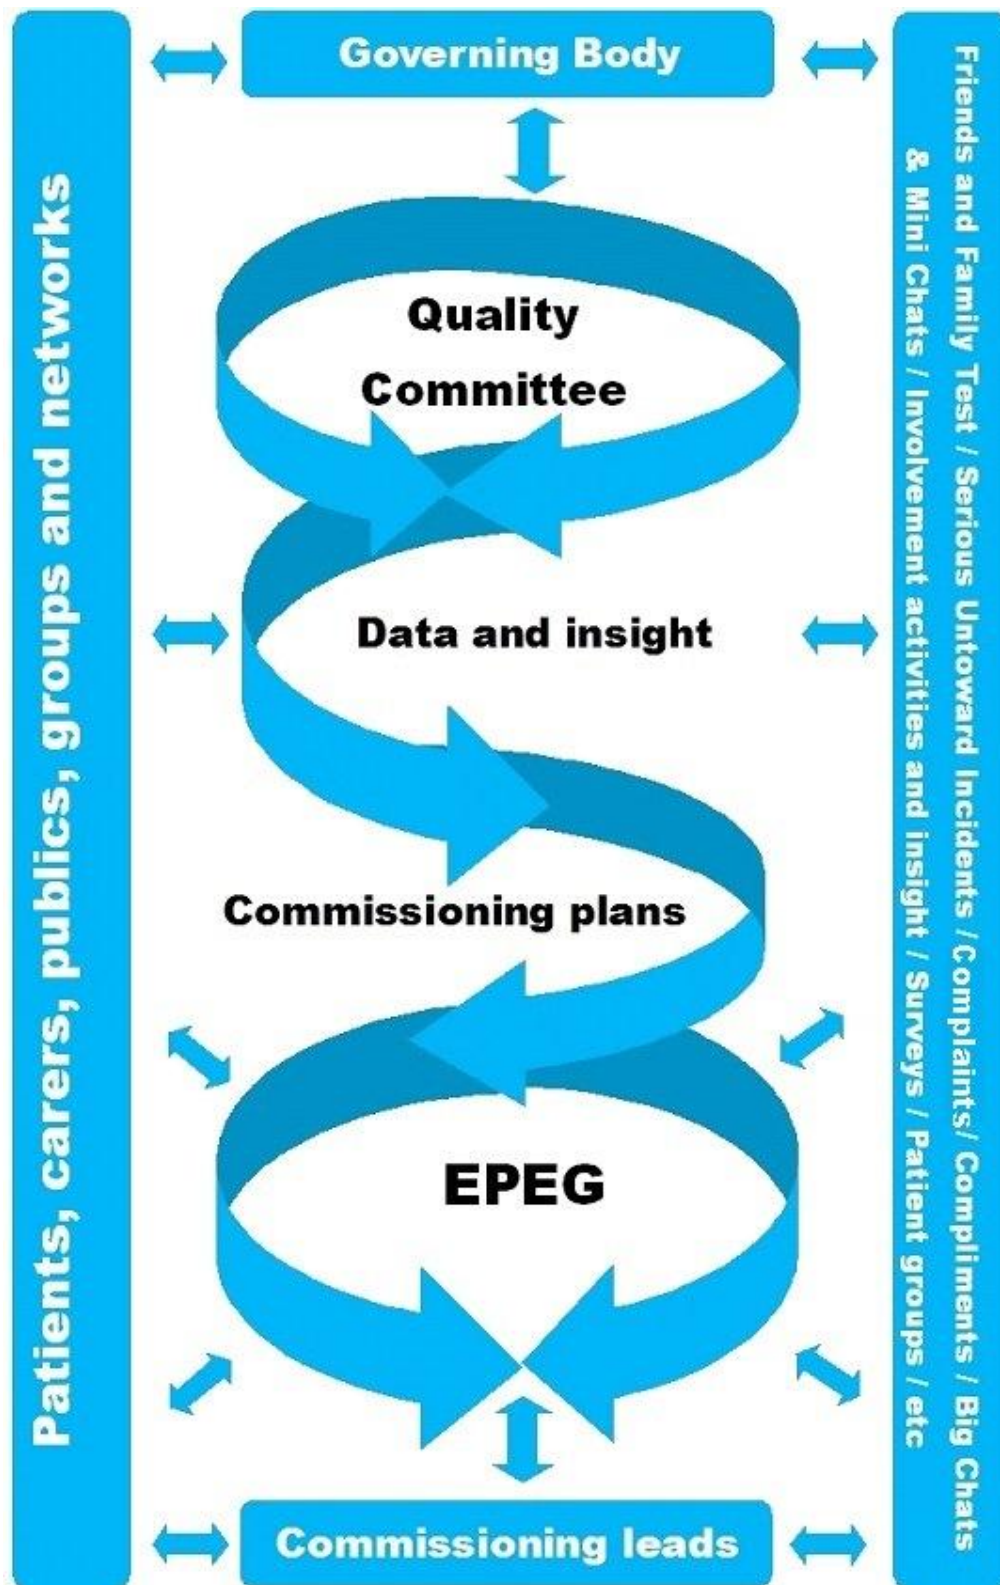 Governing Body
Patients, carers, publics, groups and networks
Quality
Committee
Data and insight
Commissioning plans
EPEG
Commissioning leads
Friends and Family Test / Serious Untoward Incidents /Complaints/ Compliments / Big Chats
& Mini Chats / Involvement activities and insight / Surveys / Patient groups / etc